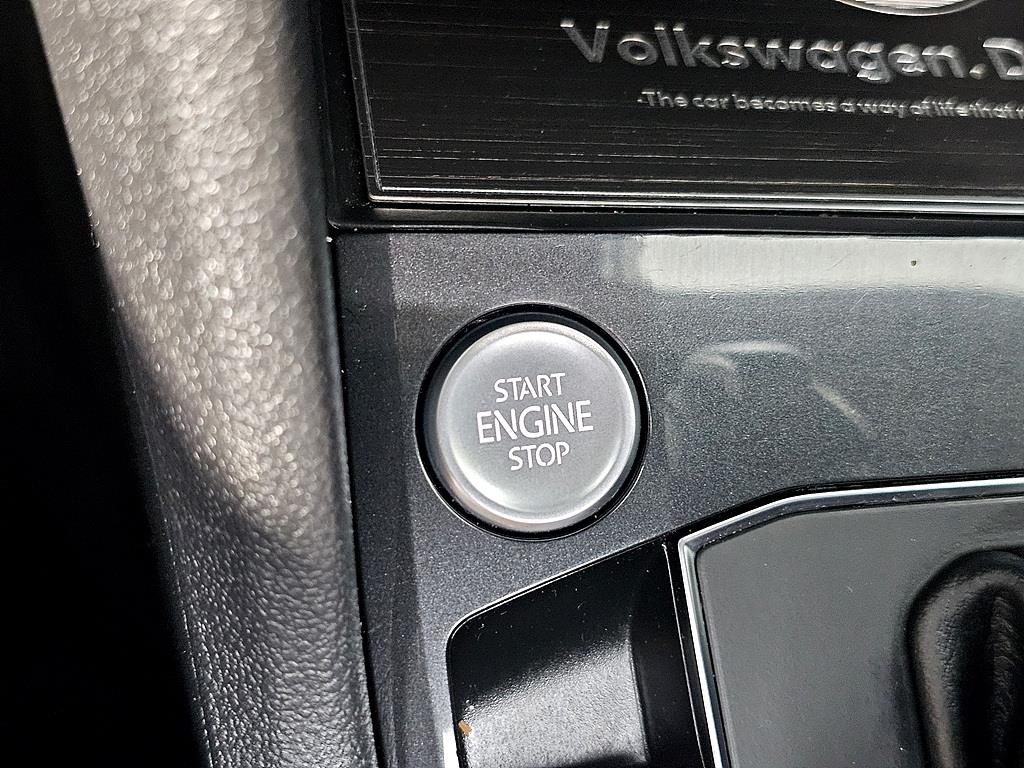 Volkswagen.D
·The car becomes a way of life that
START
ENGINE
STOP